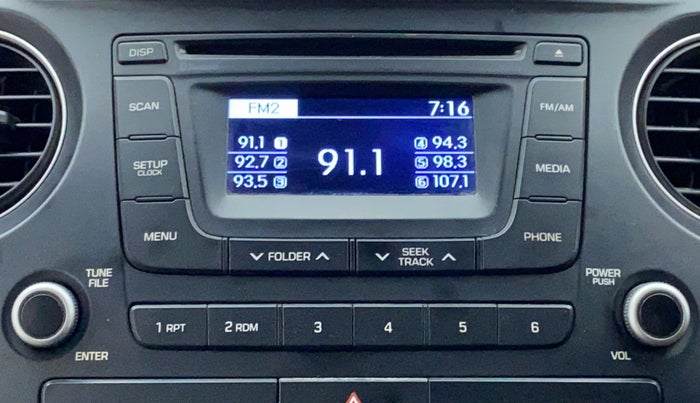 DISP
SCAN
FM/AM
FM2 7:16
91.1 1
92.7 2
93.5 3
91.1
4 94.3
5 98.3
6 107.1
SETUP
CLOCK
MEDIA
MENU
PHONE
FOLDER
SEEK
TRACK
TUNE
FILE
POWER
PUSH
1 RPT
2 RDM
3
4
5
6
ENTER
VOL